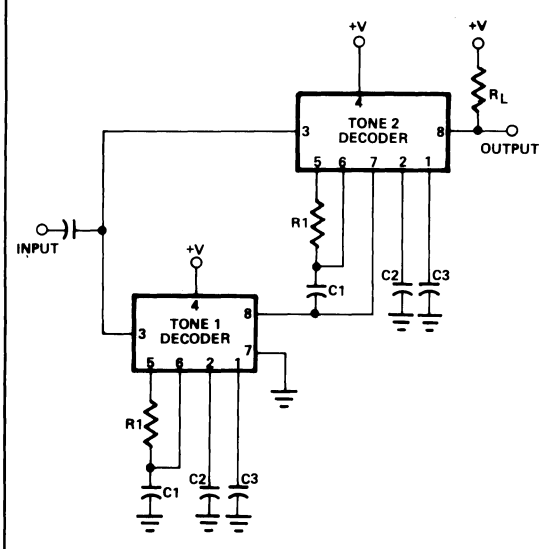 +V
+V
4
RL
3
TONE 2
DECODER
8
OUTPUT
5 6 7 2 1
R1
INPUT
+V
C1
C2
C3
4
8
3
TONE 1
DECODER
7
5 6 2 1
R1
C1
C2
C3